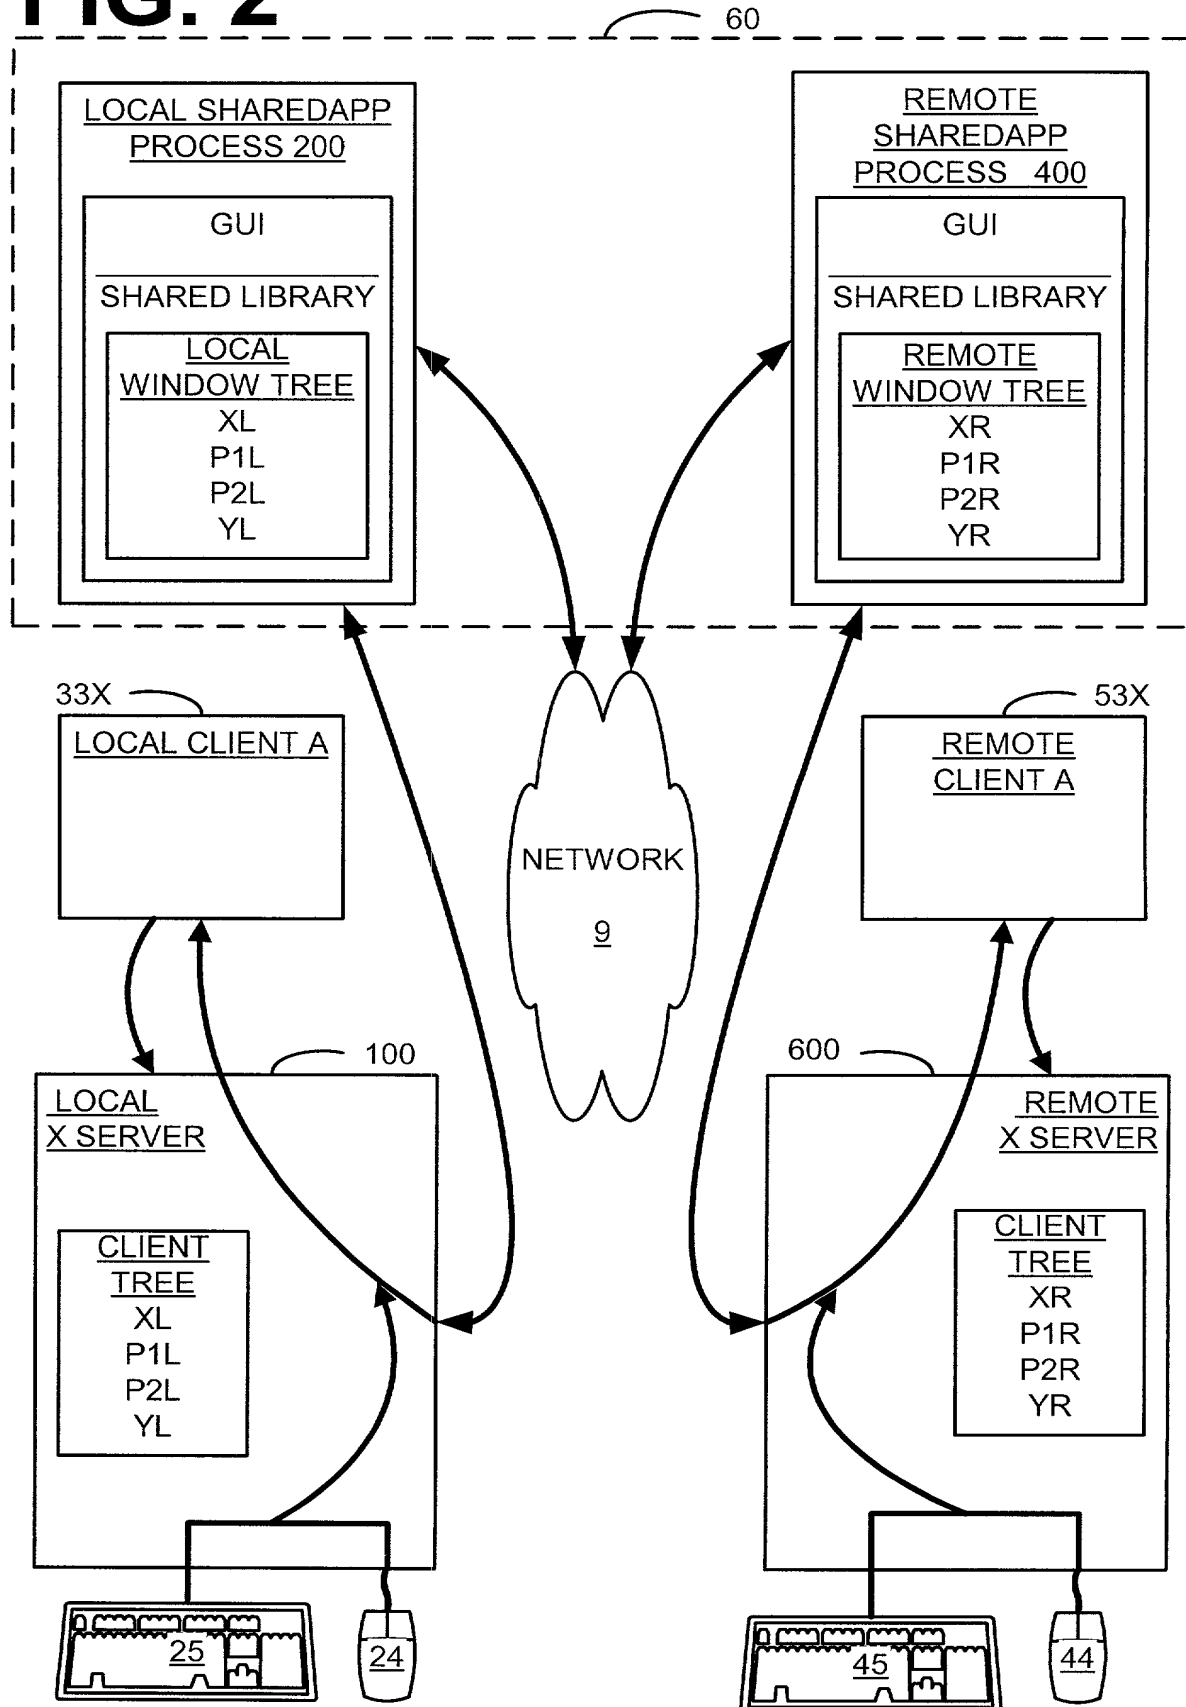 FIG. 2
60
LOCAL SHAREDAPP
PROCESS 200
GUI
SHARED LIBRARY
LOCAL
WINDOW TREE
XL
P1L
P2L
YL
REMOTE
SHAREDAPP
PROCESS 400
GUI
SHARED LIBRARY
REMOTE
WINDOW TREE
XR
P1R
P2R
YR
33X
LOCAL CLIENT A
53X
REMOTE
CLIENT A
NETWORK
9
100
LOCAL
X SERVER
CLIENT
TREE
XL
P1L
P2L
YL
600
REMOTE
X SERVER
CLIENT
TREE
XR
P1R
P2R
YR
25
24
45
44